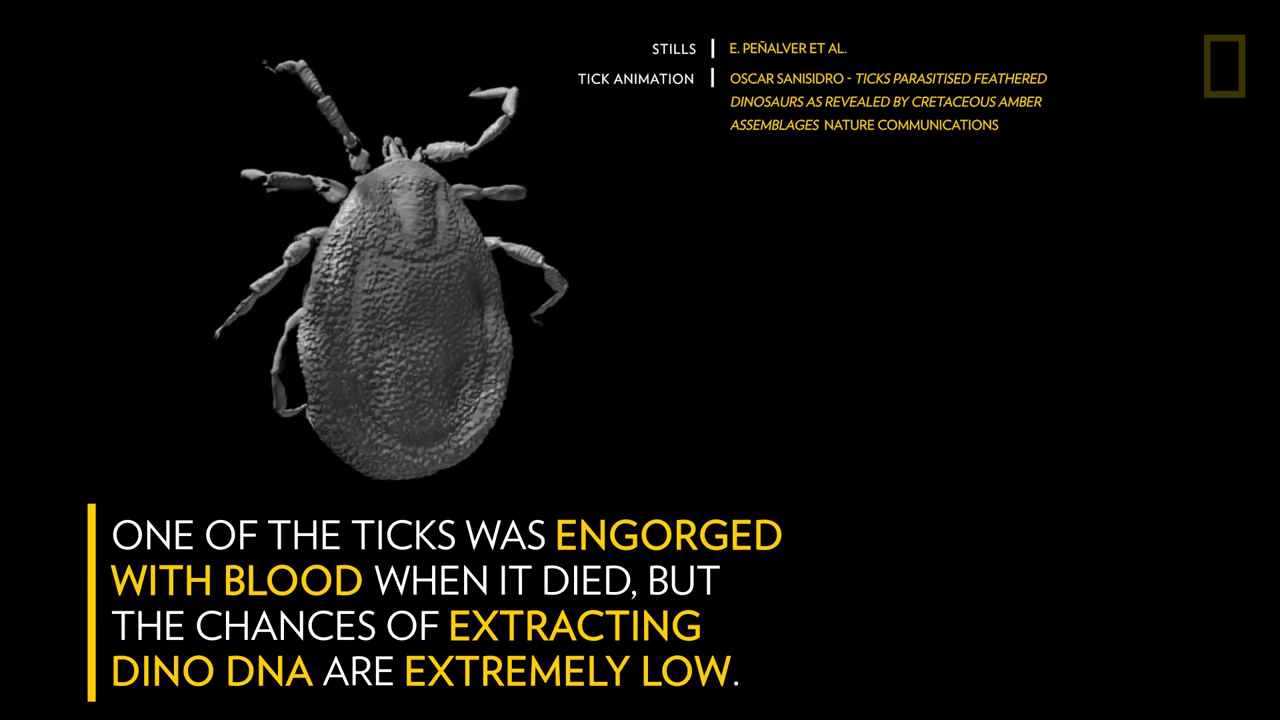 STILLS | E. PEÑALVER ET AL.
TICK ANIMATION | OSCAR SANISIDRO - TICKS PARASITISED FEATHERED
DINOSAURS AS REVEALED BY CRETACEOUS AMBER
ASSEMBLAGES NATURE COMMUNICATIONS
ONE OF THE TICKS WAS ENGORGED
WITH BLOOD WHEN IT DIED, BUT
THE CHANCES OF EXTRACTING
DINO DNA ARE EXTREMELY LOW.